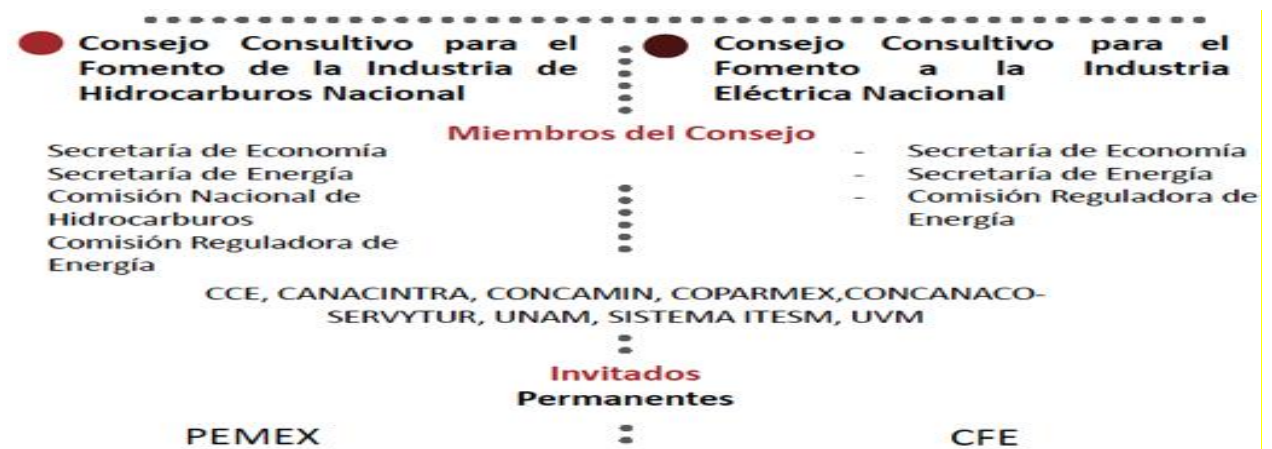 Consejo Consultivo para el
Fomento de la Industria de
Hidrocarburos Nacional
Consejo Consultivo para el
Fomento a la Industria
Eléctrica Nacional
Miembros del Consejo
Secretaría de Economía
Secretaría de Energía
Comisión Nacional de
Hidrocarburos
Comisión Reguladora de
Energía
- Secretaría de Economía
- Secretaría de Energía
- Comisión Reguladora de
Energía
CCE, CANACINTRA, CONCAMIN, COPARMEX,CONCANACO-
SERVYTUR, UNAM, SISTEMA ITESM, UVM
Invitados
Permanentes
PEMEX
CFE